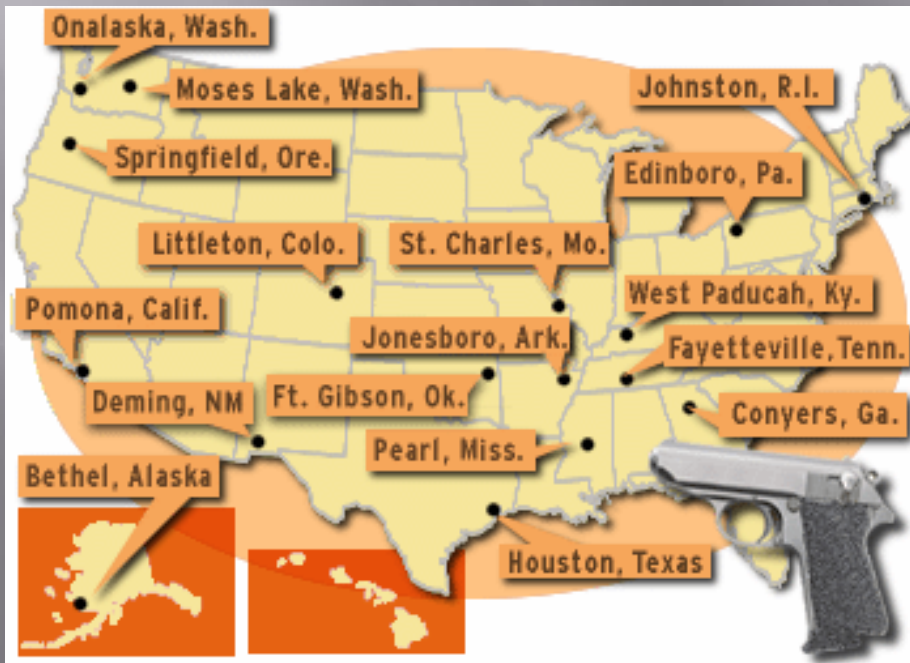 Onalaska, Wash.
Moses Lake, Wash.
Johnston, R.I.
Springfield, Ore.
Edinboro, Pa.
Littleton, Colo.
St. Charles, Mo.
Pomona, Calif.
West Paducah, Ky.
Jonesboro, Ark.
Fayetteville, Tenn.
Deming, NM
Ft. Gibson, Ok.
Conyers, Ga.
Pearl, Miss.
Bethel, Alaska
Houston, Texas